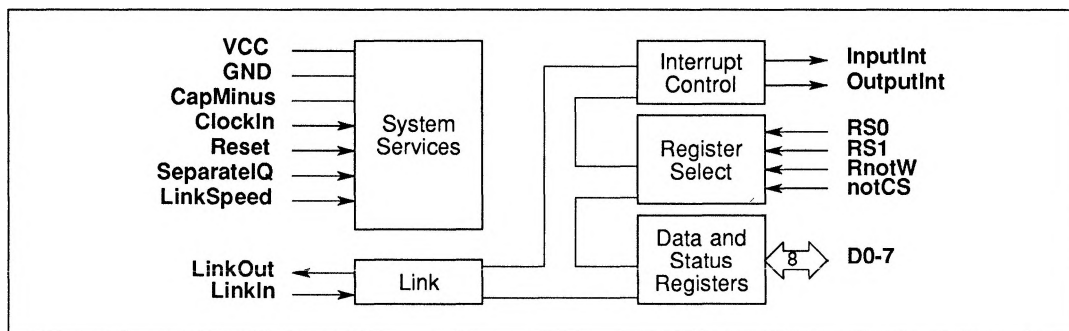 VCC
GND
CapMinus
ClockIn
Reset
SeparateIQ
LinkSpeed
System
Services
LinkOut
LinkIn
Link
Interrupt
Control
InputInt
OutputInt
Register
Select
RS0
RS1
RnotW
notCS
Data and
Status
Registers
8
D0-7